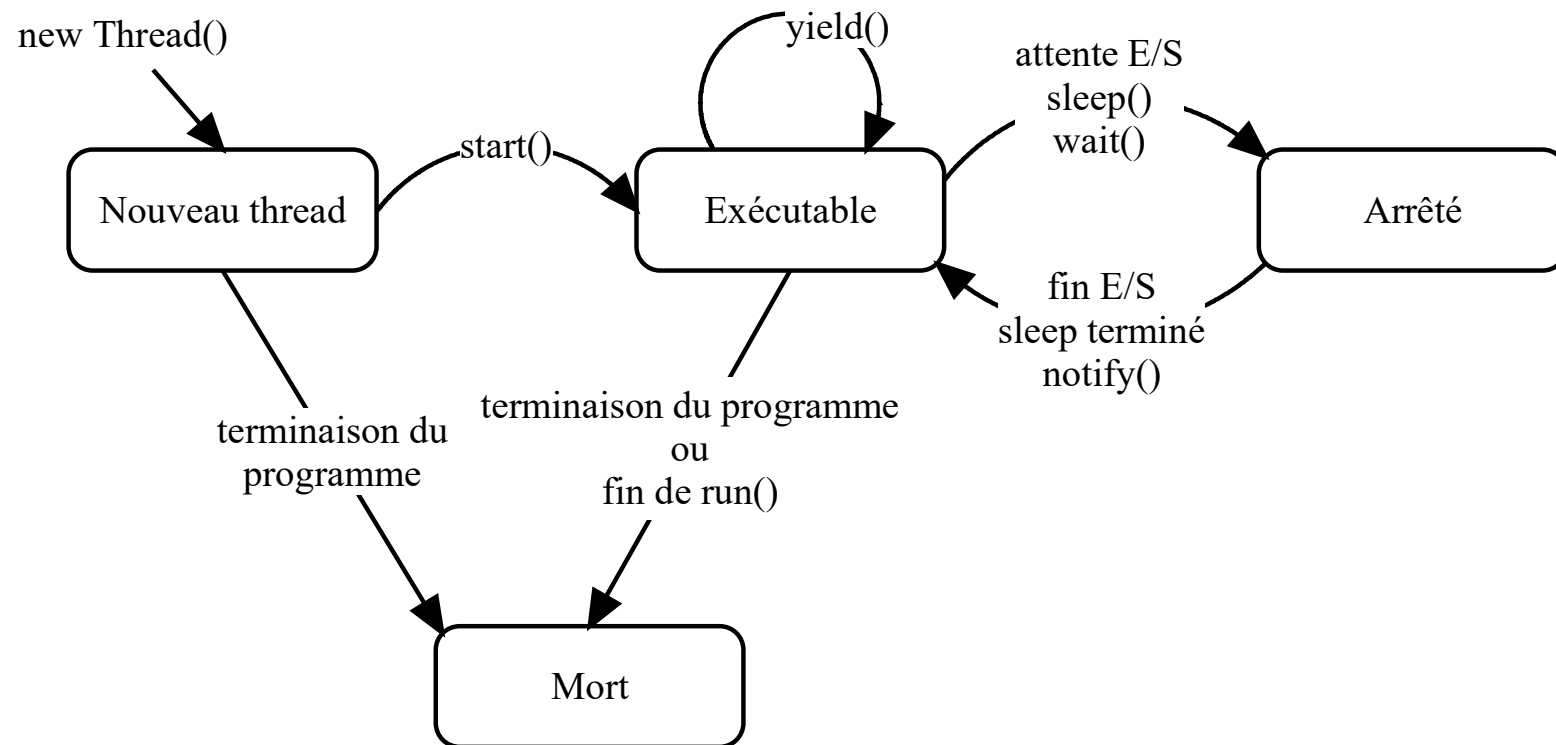 new Thread()
yield()
attente E/S
sleep()
wait()
start()
Nouveau thread
Exécutable
Arrêté
fin E/S
sleep terminé
notify()
terminaison du
programme
terminaison du programme
ou
fin de run()
Mort